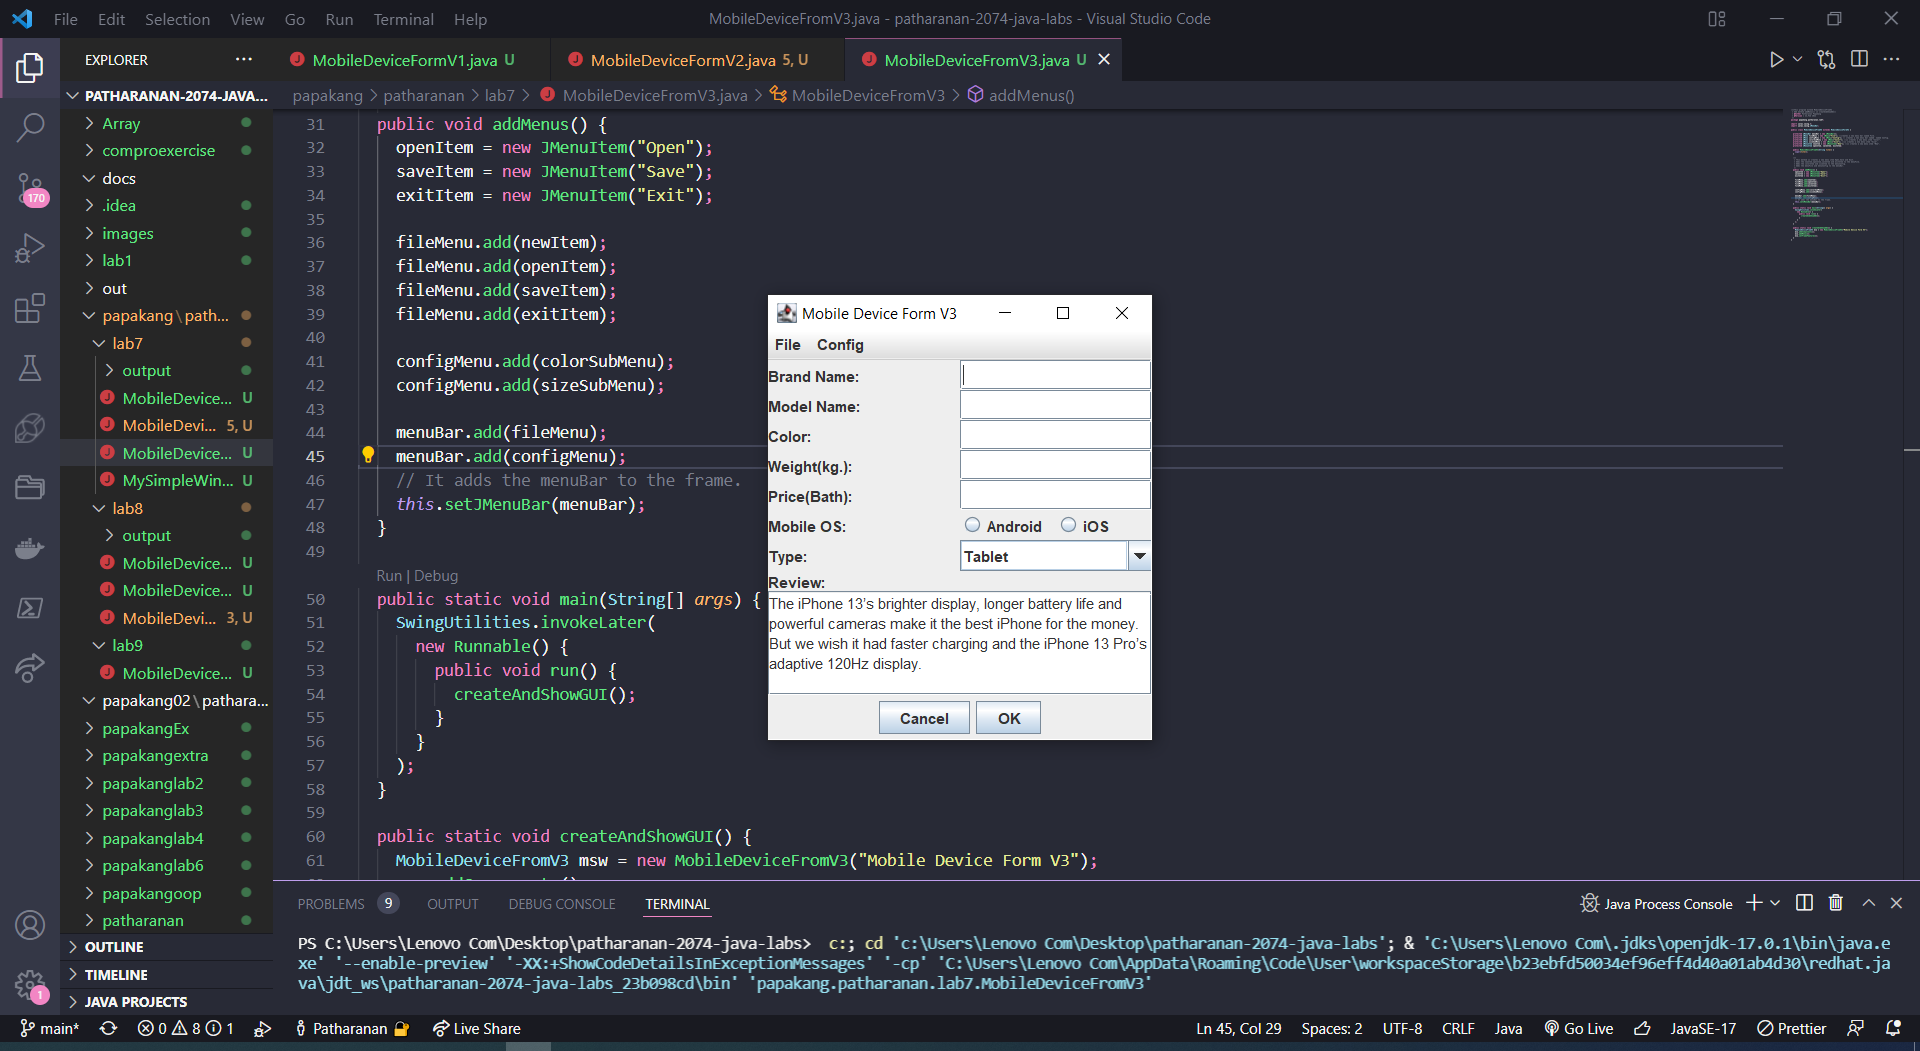 File Edit Selection View Go Run Terminal Help
MobileDeviceFromV3.java - patharanan-2074-java-labs - Visual Studio Code
EXPLORER
MobileDeviceFormV1.java U
MobileDeviceFormV2.java 5, U
MobileDeviceFromV3.java U
PATHARANAN-2074-JAVA...
Array
comproexercise
docs
.idea
images
lab1
out
papakang\path...
lab7
output
MobileDevice... U
MobileDevi... 5, U
MobileDevice... U
MySimpleWin... U
lab8
output
MobileDevice... U
MobileDevice... U
MobileDevi... 3, U
lab9
MobileDevice... U
papakang02\pathara...
papakangEx
papakangextra
papakanglab2
papakanglab3
papakanglab4
papakanglab6
papakangoop
patharanan
OUTLINE
TIMELINE
JAVA PROJECTS
170
1
papakang > patharanan > lab7 > MobileDeviceFromV3.java > MobileDeviceFromV3 > addMenus()
31 public void addMenus() {
32 openItem = new JMenuItem("Open");
33 saveItem = new JMenuItem("Save");
34 exitItem = new JMenuItem("Exit");
35
36 fileMenu.add(newItem);
37 fileMenu.add(openItem);
38 fileMenu.add(saveItem);
39 fileMenu.add(exitItem);
40
41 configMenu.add(colorSubMenu);
42 configMenu.add(sizeSubMenu);
43
44 menuBar.add(fileMenu);
45 menuBar.add(configMenu);
46 // It adds the menuBar to the frame.
47 this.setJMenuBar(menuBar);
48 }
49
Run | Debug
50 public static void main(String[] args) {
51 SwingUtilities.invokeLater(
52 new Runnable() {
53 public void run() {
54 createAndShowGUI();
55 }
56 }
57 );
58 }
59
60 public static void createAndShowGUI() {
61 MobileDeviceFromV3 msw = new MobileDeviceFromV3("Mobile Device Form V3");
Mobile Device Form V3
File Config
Brand Name:
Model Name:
Color:
Weight(kg.):
Price(Bath):
Mobile OS: Android iOS
Type: Tablet
Review:
The iPhone 13's brighter display, longer battery life and
powerful cameras make it the best iPhone for the money.
But we wish it had faster charging and the iPhone 13 Pro's
adaptive 120Hz display.
Cancel OK
PROBLEMS 9 OUTPUT DEBUG CONSOLE TERMINAL
Java Process Console
PS C:\Users\Lenovo Com\Desktop\patharanan-2074-java-labs> c:; cd 'c:\Users\Lenovo Com\Desktop\patharanan-2074-java-labs'; & 'C:\Users\Lenovo Com\.jdks\openjdk-17.0.1\bin\java.e
xe' '--enable-preview' '-XX:+ShowCodeDetailsInExceptionMessages' '-cp' 'C:\Users\Lenovo Com\AppData\Roaming\Code\User\workspaceStorage\b23ebfd50034ef96eff4d40a01ab4d30\redhat.ja
va\jdt_ws\patharanan-2074-java-labs_23b098cd\bin' 'papakang.patharanan.lab7.MobileDeviceFromV3'
main* 0 8 1 Patharanan Live Share
Ln 45, Col 29 Spaces: 2 UTF-8 CRLF Java Go Live JavaSE-17 Prettier